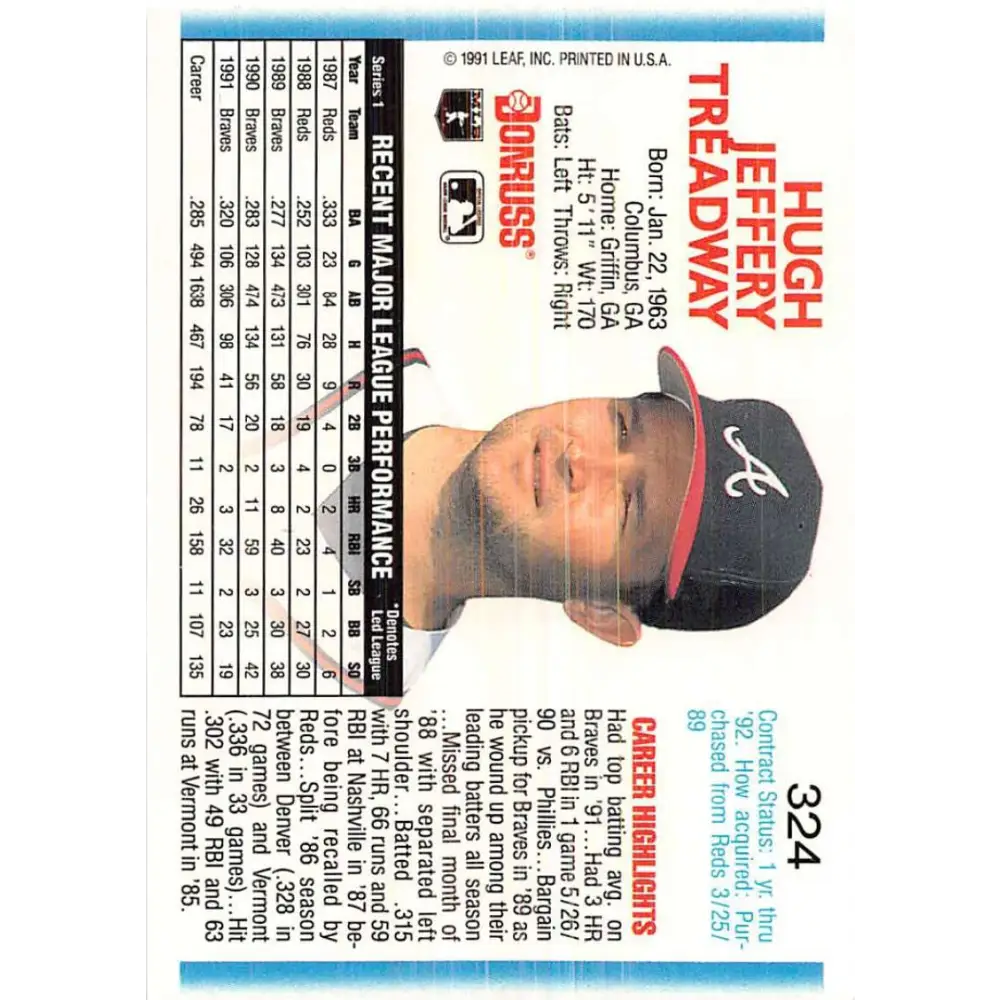 324
HUGH
JEFFERY
TREADWAY
Born: Jan. 22, 1963
Columbus, GA
Home: Griffin, GA
Ht: 5'11" Wt: 170
Bats: Left Throws: Right
DONRUSS®
MLB
© 1991 LEAF, INC. PRINTED IN U.S.A.
Contract Status: 1 yr. thru
'92. How acquired: Pur-
chased from Reds 3/25/
89
CAREER HIGHLIGHTS
Had top batting avg. on
Braves in '91...Had 3 HR
and 6 RBI in 1 game 5/26/
90 vs. Phillies...Bargain
pickup for Braves in '89 as
he wound up among their
leading batters all season
...Missed final month of
'88 with separated left
shoulder...Batted .315
with 7 HR, 66 runs and 59
RBI at Nashville in '87 be-
fore being recalled by
Reds...Split '86 season
between Denver (.328 in
72 games) and Vermont
(.336 in 33 games)...Hit
.302 with 49 RBI and 63
runs at Vermont in '85.
Series 1 RECENT MAJOR LEAGUE PERFORMANCE *Denotes
Led League
Year Team BA G AB H R 2B 3B HR RBI SB BB SO
1987 Reds .333 23 84 28 9 4 0 2 4 1 2 6
1988 Reds .252 103 301 76 30 19 4 2 23 2 27 30
1989 Braves .277 134 473 131 58 18 3 8 40 3 30 38
1990 Braves .283 128 474 134 56 20 2 11 59 3 25 42
1991 Braves .320 106 306 98 41 17 2 3 32 2 23 19
Career .285 494 1638 467 194 78 11 26 158 11 107 135
A